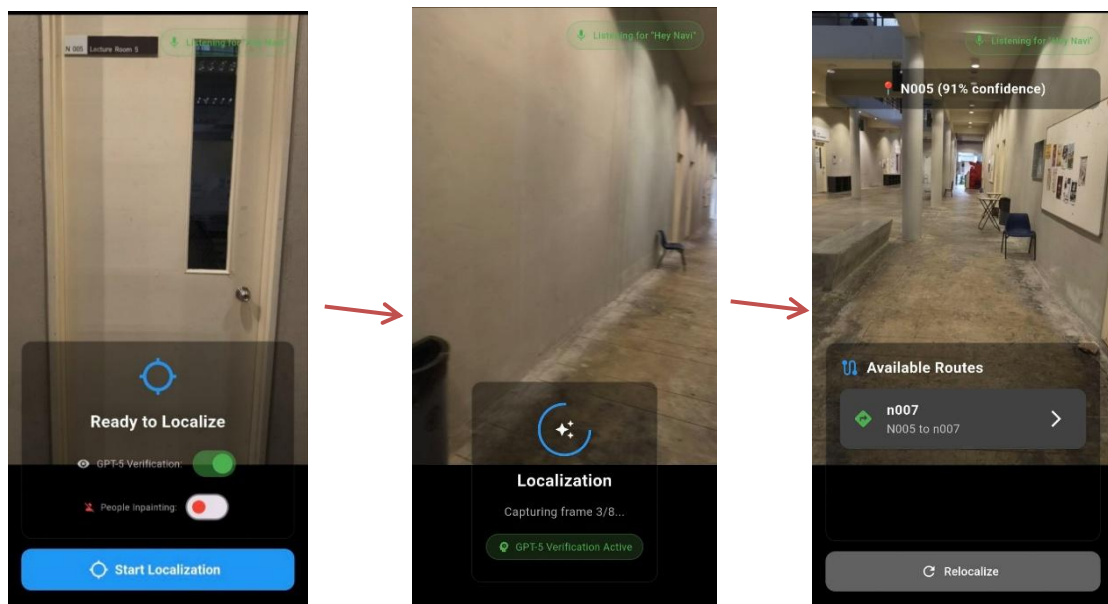 N 005 Lecture Room 5
Listening for "Hey Navi"
Ready to Localize
GPT-5 Verification:
People Inpainting:
Start Localization
Listening for "Hey Navi"
Localization
Capturing frame 3/8...
GPT-5 Verification Active
Listening for "Hey Navi"
N005 (91% confidence)
Available Routes
n007
N005 to n007
Relocalize